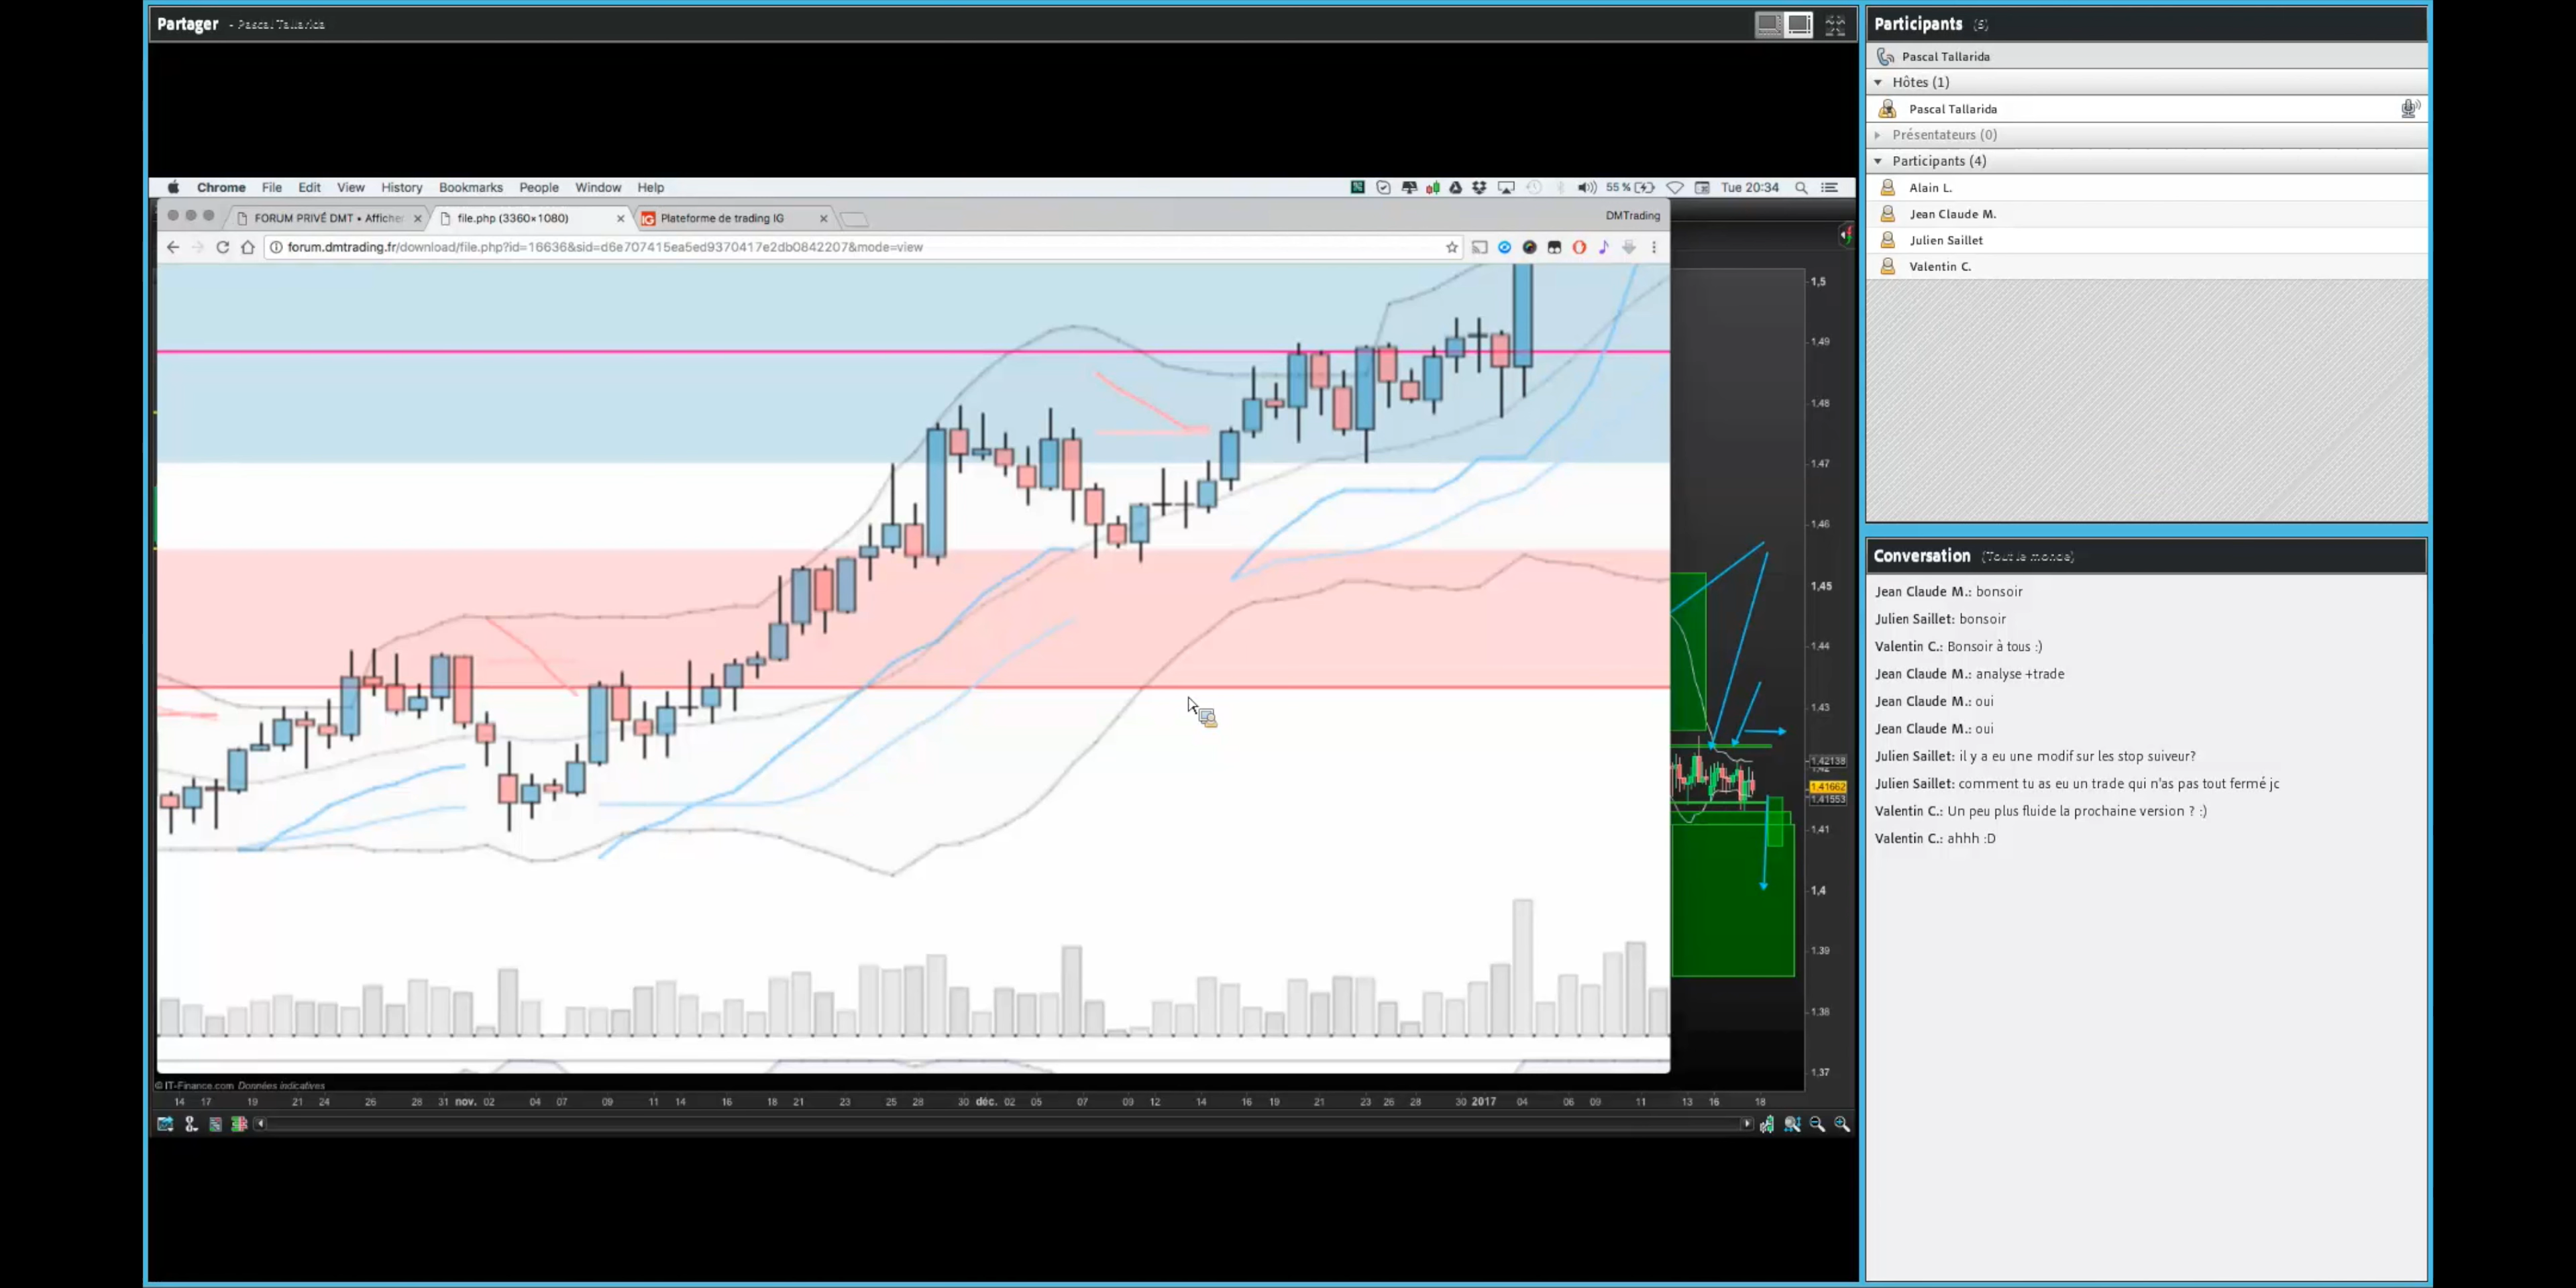 Partager - Pascal Tallarida
Chrome File Edit View History Bookmarks People Window Help 55 % Tue 20:34
FORUM PRIVÉ DMT • Affiche file.php (3360×1080) Plateforme de trading IG DMTrading
forum.dmtrading.fr/download/file.php?id=16636&sid=d6e707415ea5ed9370417e2db0842207&mode=view
1,5
1,49
1,48
1,47
1,46
1,45
1,44
1,43
1,42138
1,41662
1,41553
1,41
1,4
1,39
1,38
1,37
© IT-Finance.com Données indicatives
14 17 19 21 24 26 28 31 nov. 02 04 07 09 11 14 16 18 21 23 25 28 30 déc. 02 05 07 09 12 14 16 19 21 23 26 28 30 2017 04 06 09 11 13 16 18
Participants (5)
Pascal Tallarida
Hôtes (1)
Pascal Tallarida
Présentateurs (0)
Participants (4)
Alain L.
Jean Claude M.
Julien Saillet
Valentin C.
Conversation (Tout le monde)
Jean Claude M.: bonsoir
Julien Saillet: bonsoir
Valentin C.: Bonsoir à tous :)
Jean Claude M.: analyse +trade
Jean Claude M.: oui
Jean Claude M.: oui
Julien Saillet: il y a eu une modif sur les stop suiveur?
Julien Saillet: comment tu as eu un trade qui n'as pas tout fermé jc
Valentin C.: Un peu plus fluide la prochaine version ? :)
Valentin C.: ahhh :D